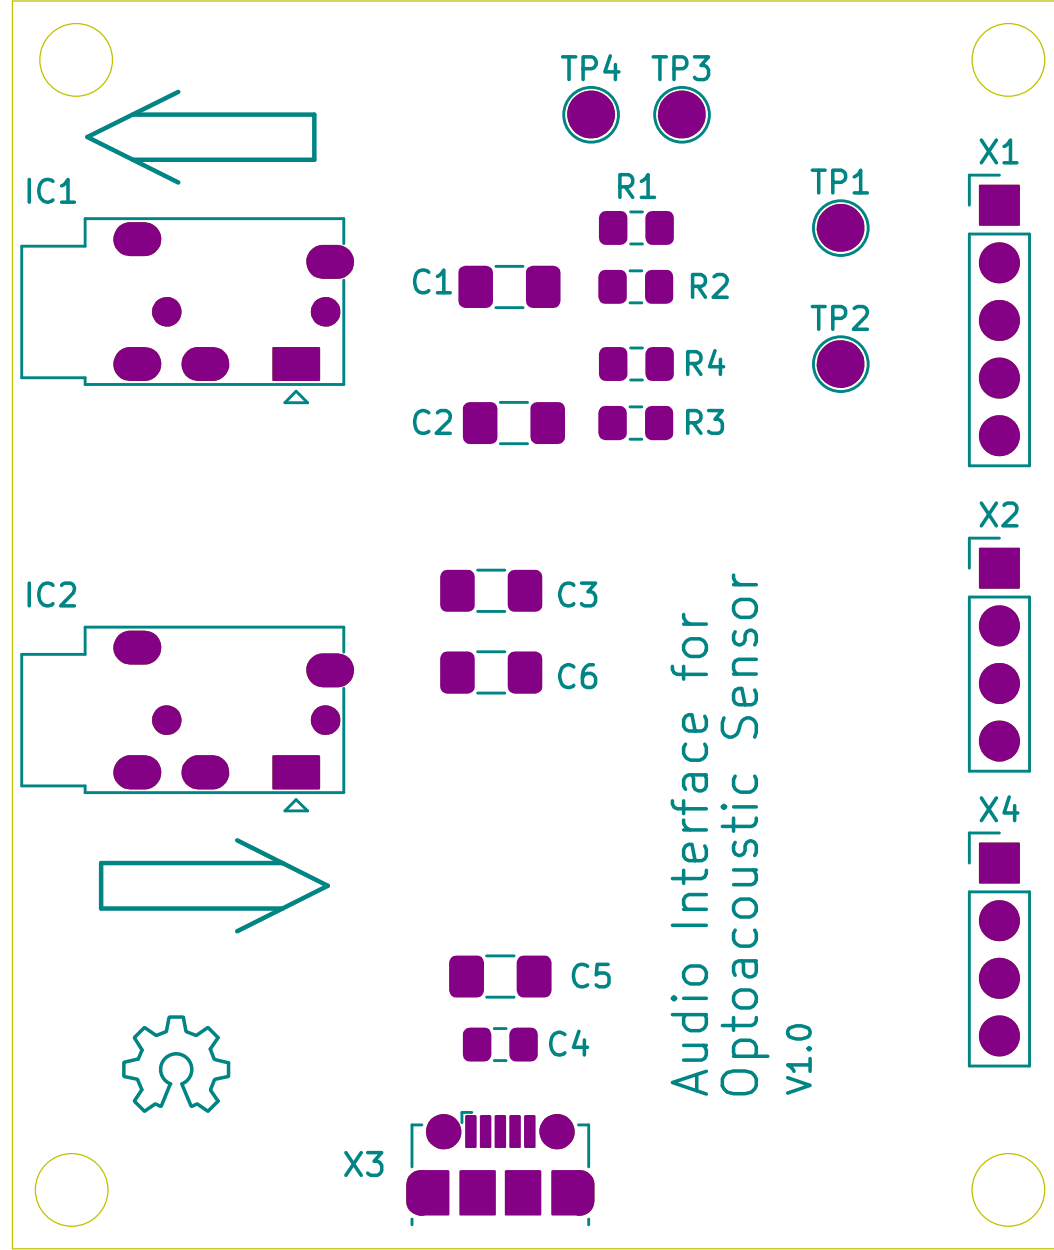 TP4 TP3
X1
R1
TP1
IC1
C1
R2
TP2
R4
C2
R3
X2
IC2
C3
C6
X4
Audio Interface for
Optoacoustic Sensor
V1.0
C5
C4
X3